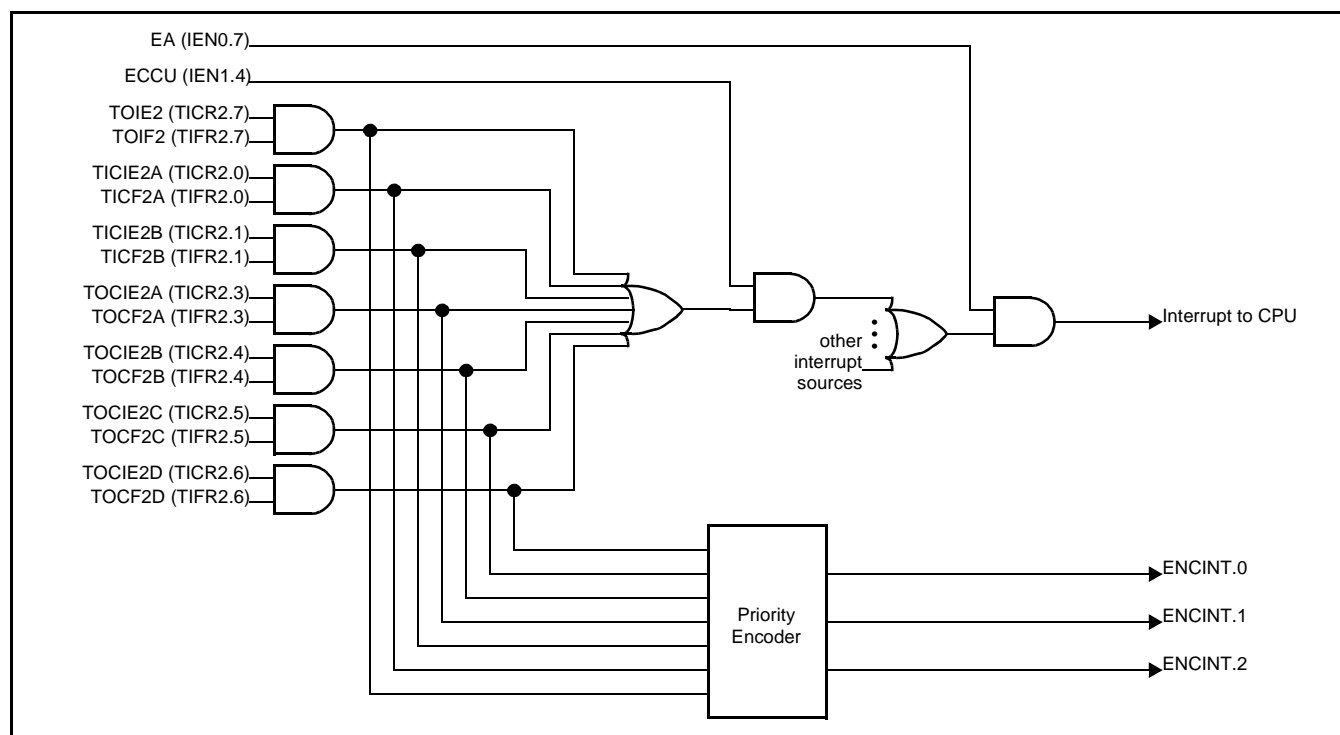 EA (IEN0.7)
ECCU (IEN1.4)
TOIE2 (TICR2.7)
TOIF2 (TIFR2.7)
TICIE2A (TICR2.0)
TICF2A (TIFR2.0)
TICIE2B (TICR2.1)
TICF2B (TIFR2.1)
TOCIE2A (TICR2.3)
TOCF2A (TIFR2.3)
TOCIE2B (TICR2.4)
TOCF2B (TIFR2.4)
TOCIE2C (TICR2.5)
TOCF2C (TIFR2.5)
TOCIE2D (TICR2.6)
TOCF2D (TIFR2.6)
other
interrupt
sources
Interrupt to CPU
Priority
Encoder
ENCINT.0
ENCINT.1
ENCINT.2